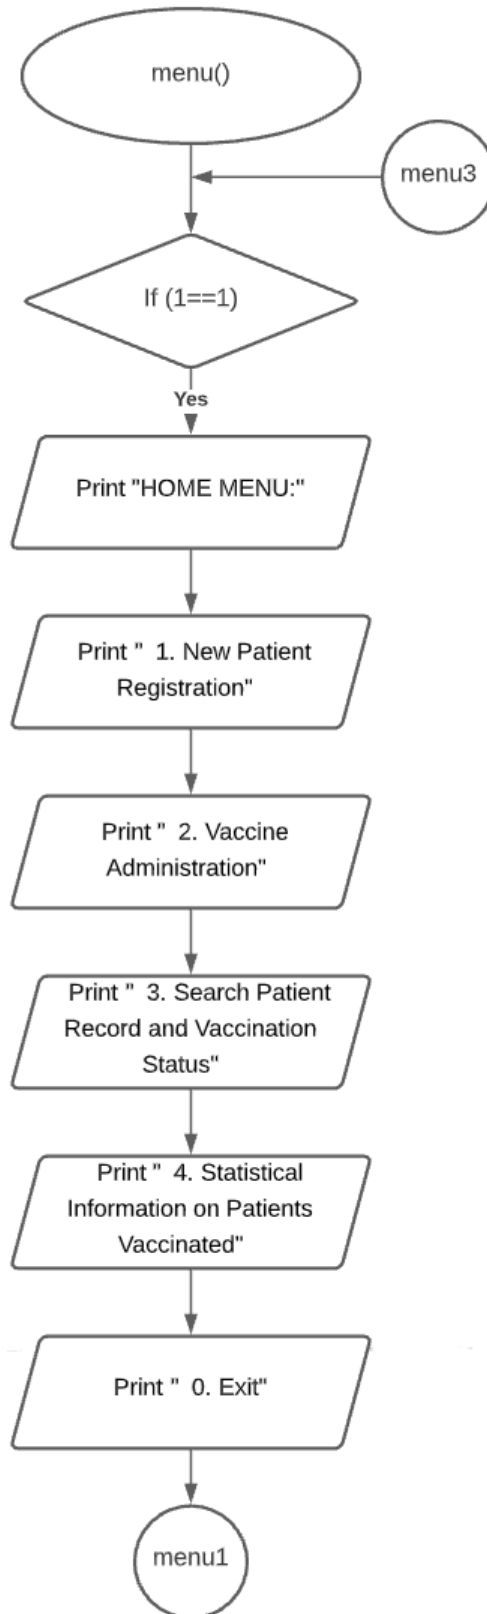 menu()
menu3
If (1==1)
Yes
Print "HOME MENU:"
Print "  1. New Patient
Registration"
Print "  2. Vaccine
Administration"
Print "  3. Search Patient
Record and Vaccination
Status"
Print "  4. Statistical
Information on Patients
Vaccinated"
Print "  0. Exit"
menu1